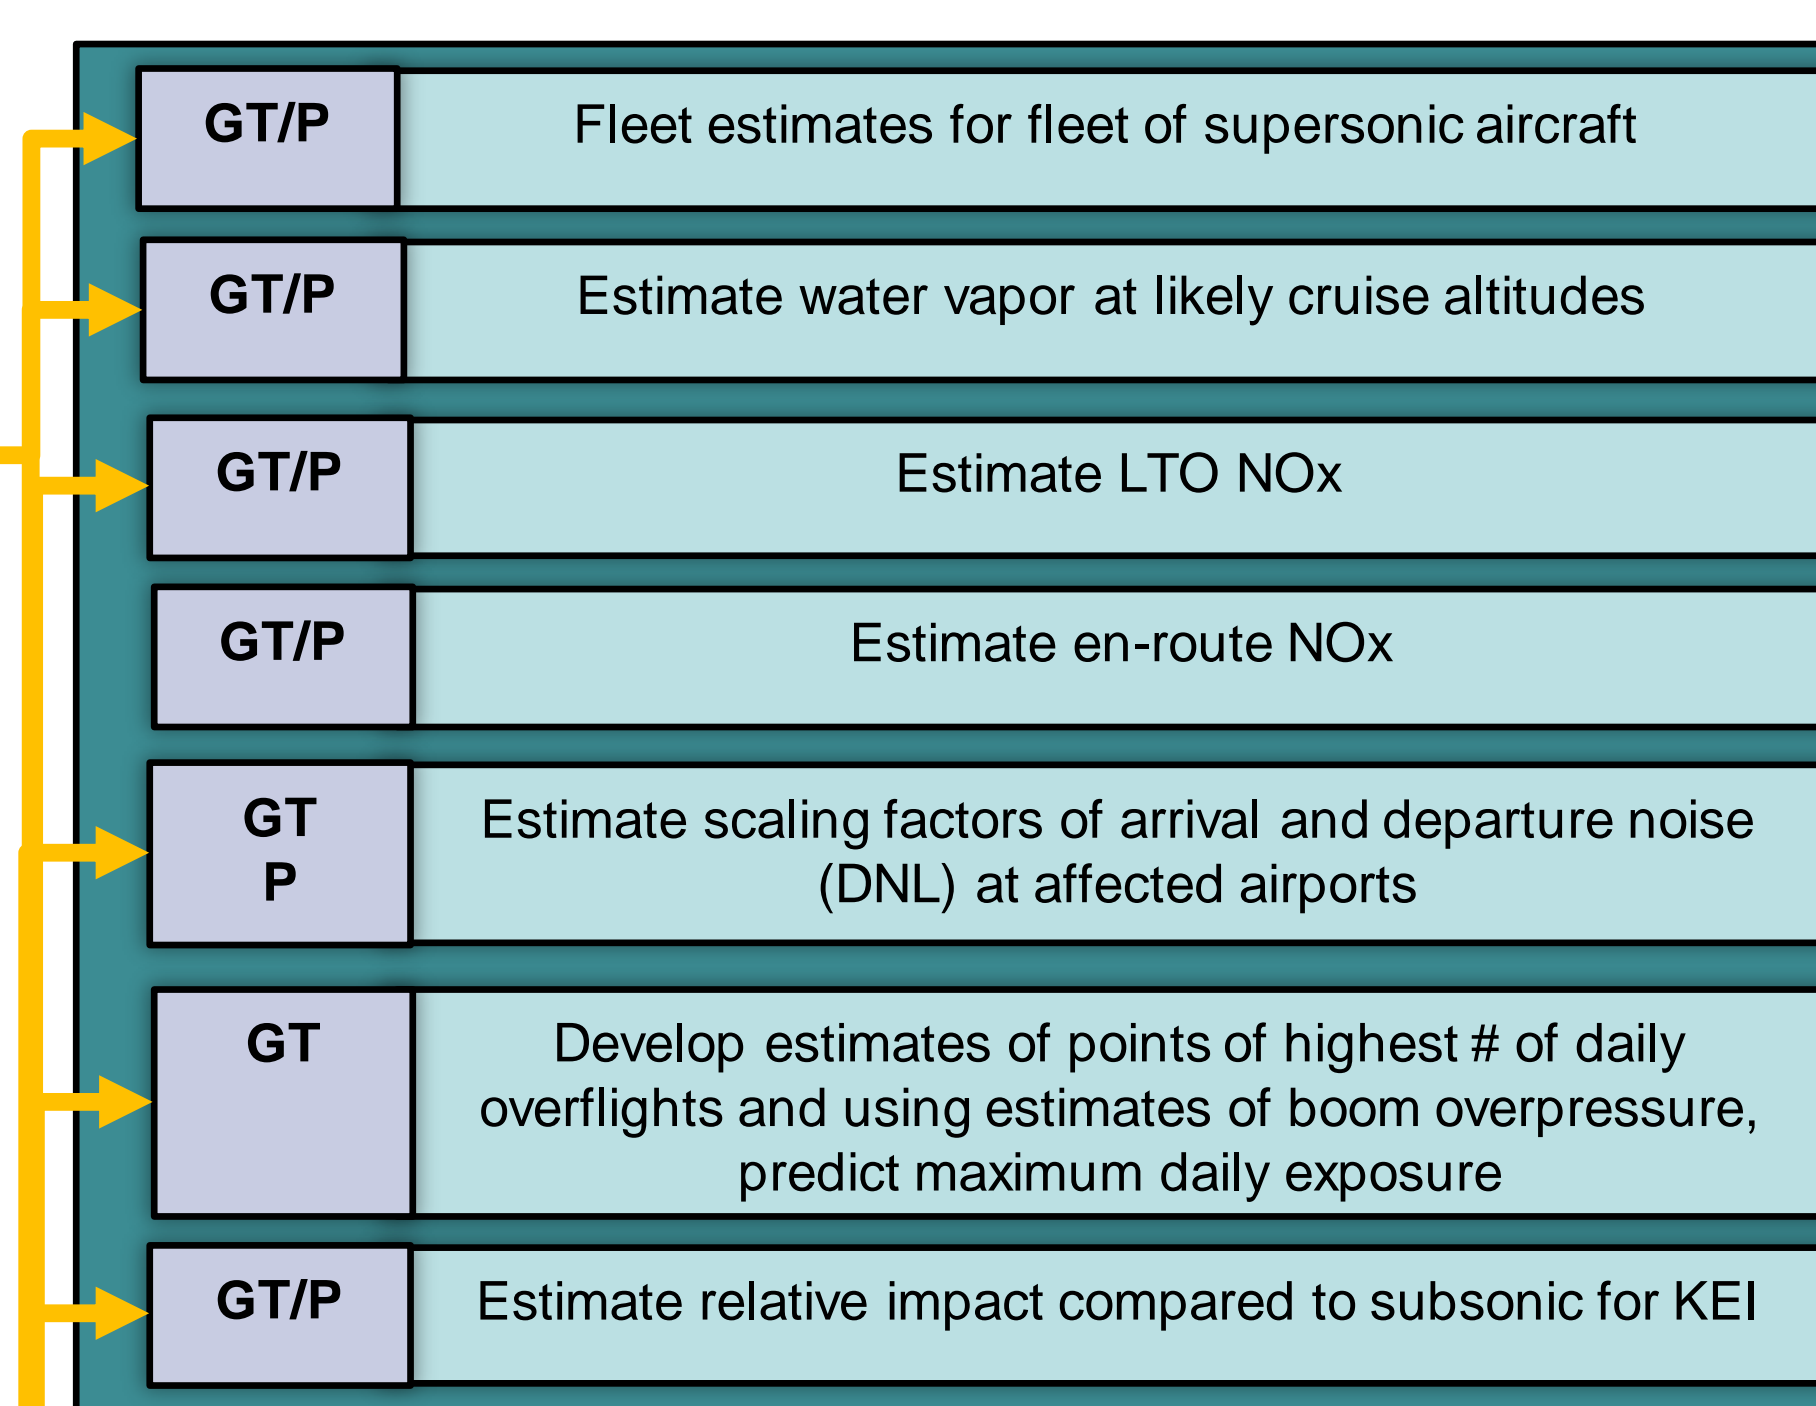 GT/P
Fleet estimates for fleet of supersonic aircraft
GT/P
Estimate water vapor at likely cruise altitudes
GT/P
Estimate LTO NOx
GT/P
Estimate en-route NOx
GT
P
Estimate scaling factors of arrival and departure noise
(DNL) at affected airports
GT
Develop estimates of points of highest # of daily
overflights and using estimates of boom overpressure,
predict maximum daily exposure
GT/P
Estimate relative impact compared to subsonic for KEI